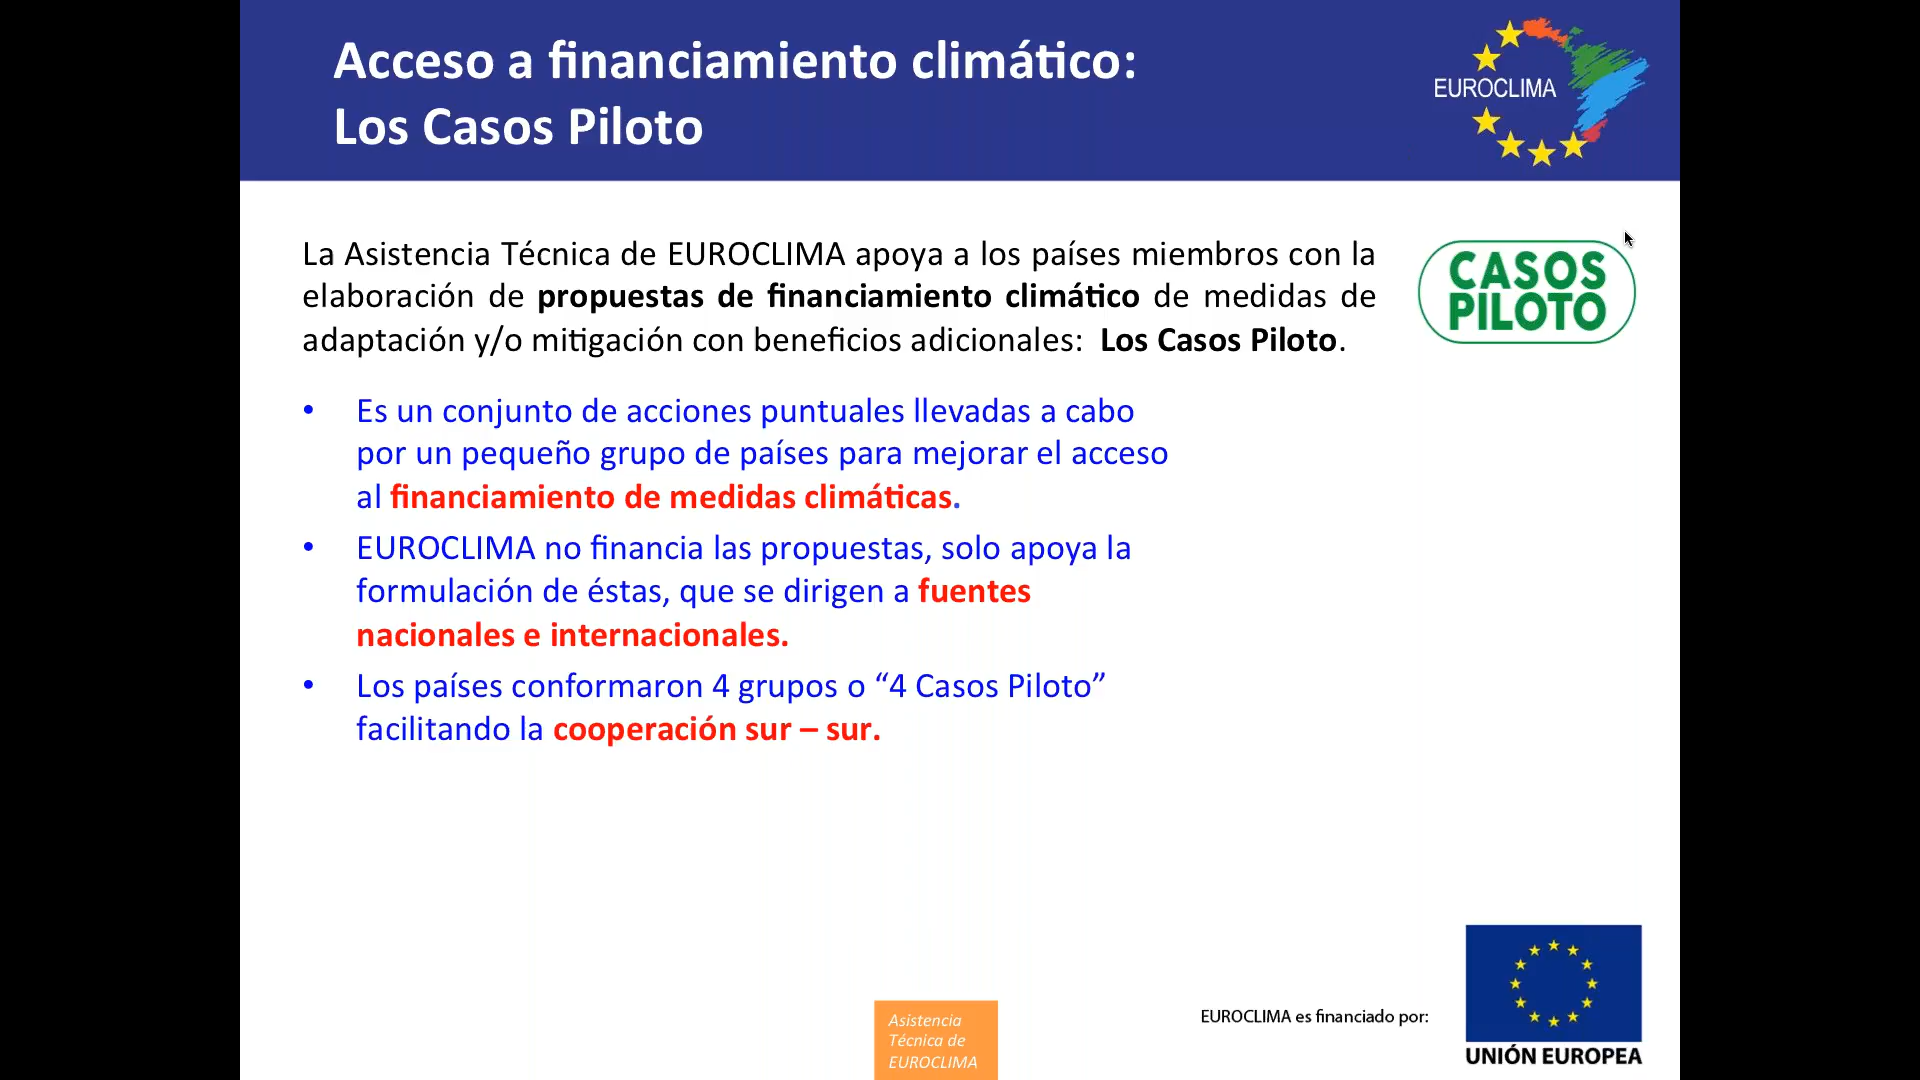 Acceso a financiamiento climático:
Los Casos Piloto
EUROCLIMA
La Asistencia Técnica de EUROCLIMA apoya a los países miembros con la
elaboración de propuestas de financiamiento climático de medidas de
adaptación y/o mitigación con beneficios adicionales: Los Casos Piloto.
CASOS
PILOTO
• Es un conjunto de acciones puntuales llevadas a cabo
por un pequeño grupo de países para mejorar el acceso
al financiamiento de medidas climáticas.
• EUROCLIMA no financia las propuestas, solo apoya la
formulación de éstas, que se dirigen a fuentes
nacionales e internacionales.
• Los países conformaron 4 grupos o “4 Casos Piloto”
facilitando la cooperación sur – sur.
Asistencia
Técnica de
EUROCLIMA
EUROCLIMA es financiado por:
UNIÓN EUROPEA